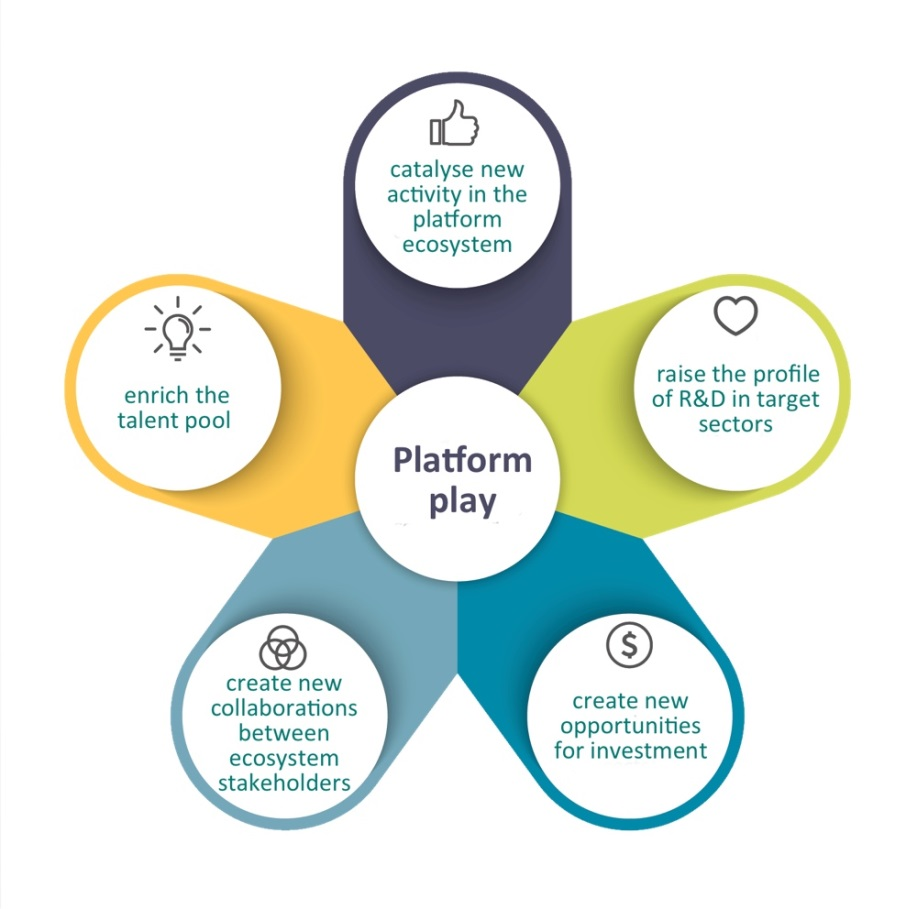 catalyse new
activity in the
platform
ecosystem
enrich the
talent pool
raise the profile
of R&D in target
sectors
Platform
play
create new
collaborations
between
ecosystem
stakeholders
$
create new
opportunities
for investment